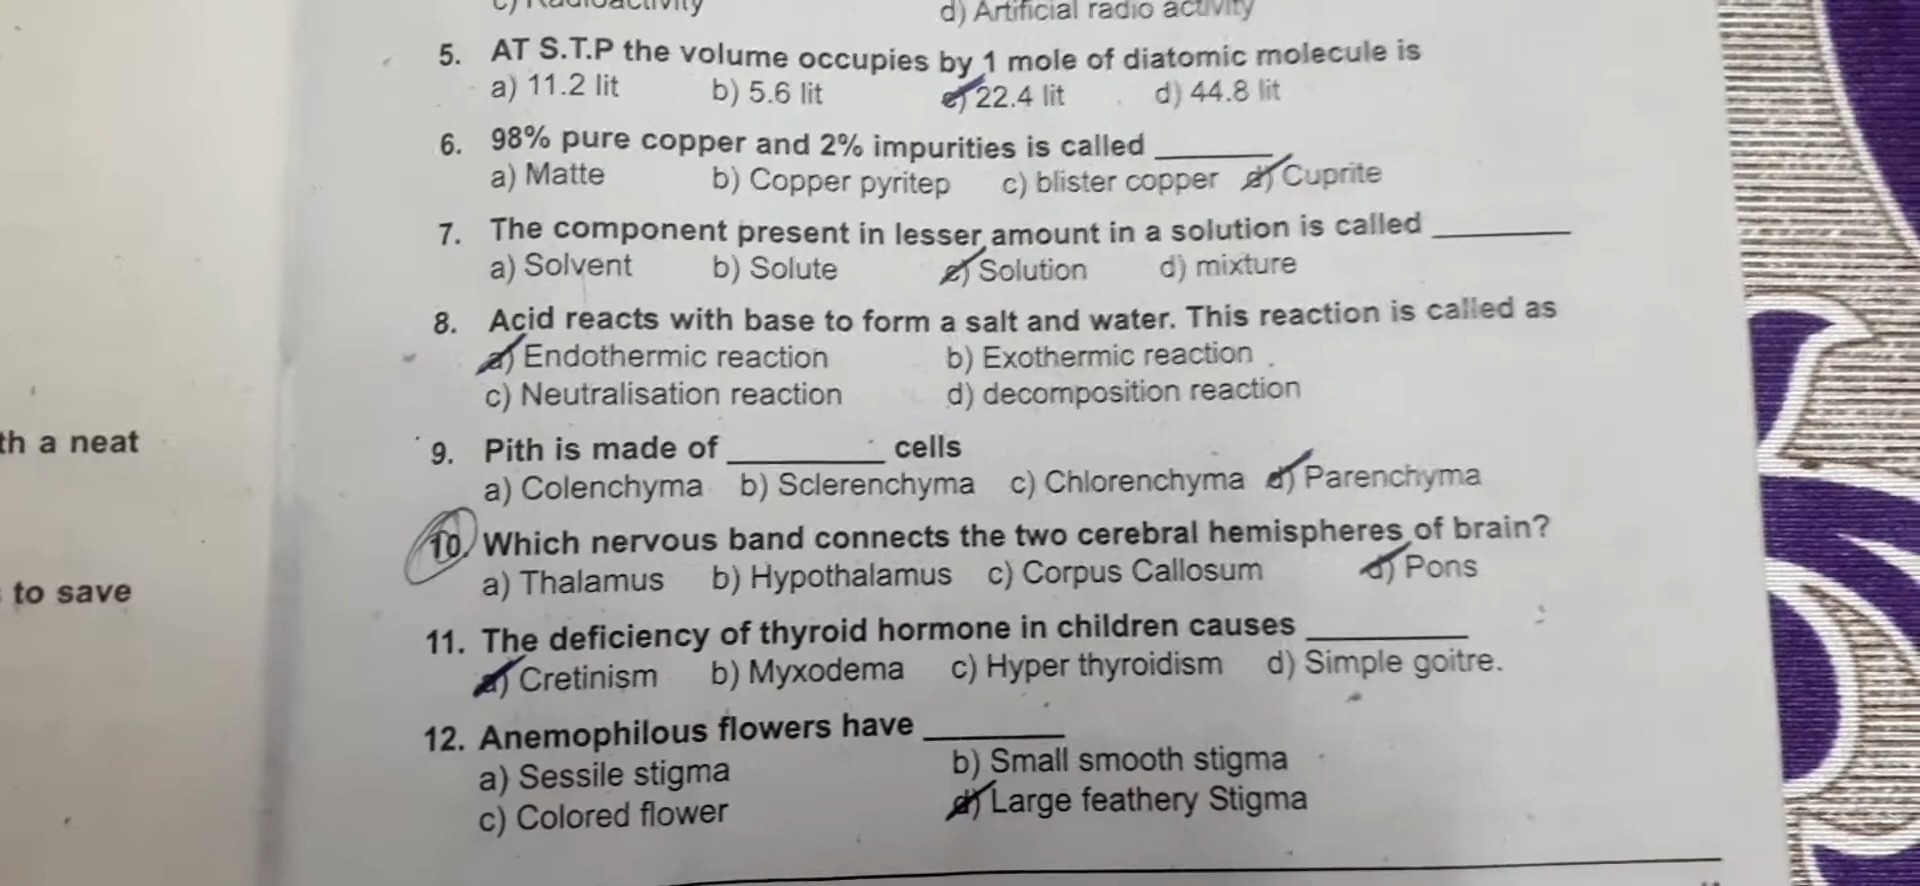 c) Radioactivity d) Artificial radio activity
5. AT S.T.P the volume occupies by 1 mole of diatomic molecule is
a) 11.2 lit b) 5.6 lit c) 22.4 lit d) 44.8 lit
6. 98% pure copper and 2% impurities is called ______
a) Matte b) Copper pyritep c) blister copper d) Cuprite
7. The component present in lesser amount in a solution is called ______
a) Solvent b) Solute c) Solution d) mixture
8. Acid reacts with base to form a salt and water. This reaction is called as
a) Endothermic reaction b) Exothermic reaction
c) Neutralisation reaction d) decomposition reaction
th a neat
9. Pith is made of ______ cells
a) Colenchyma b) Sclerenchyma c) Chlorenchyma d) Parenchyma
10. Which nervous band connects the two cerebral hemispheres of brain?
a) Thalamus b) Hypothalamus c) Corpus Callosum d) Pons
to save
11. The deficiency of thyroid hormone in children causes ______
a) Cretinism b) Myxodema c) Hyper thyroidism d) Simple goitre.
12. Anemophilous flowers have ______
a) Sessile stigma b) Small smooth stigma
c) Colored flower d) Large feathery Stigma